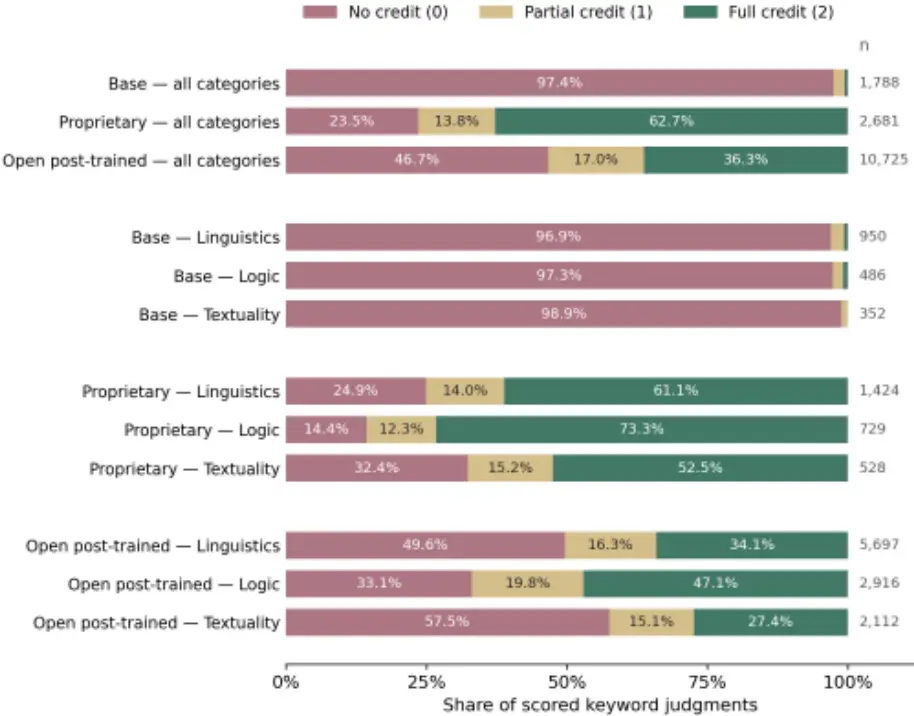 No credit (0) Partial credit (1) Full credit (2)
n
Base — all categories 97.4% 1,788
Proprietary — all categories 23.5% 13.8% 62.7% 2,681
Open post-trained — all categories 46.7% 17.0% 36.3% 10,725
Base — Linguistics 96.9% 950
Base — Logic 97.3% 486
Base — Textuality 98.9% 352
Proprietary — Linguistics 24.9% 14.0% 61.1% 1,424
Proprietary — Logic 14.4% 12.3% 73.3% 729
Proprietary — Textuality 32.4% 15.2% 52.5% 528
Open post-trained — Linguistics 49.6% 16.3% 34.1% 5,697
Open post-trained — Logic 33.1% 19.8% 47.1% 2,916
Open post-trained — Textuality 57.5% 15.1% 27.4% 2,112
0% 25% 50% 75% 100%
Share of scored keyword judgments